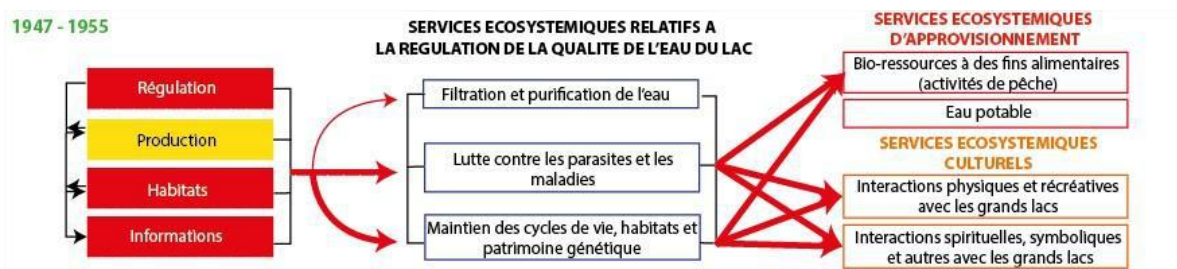 1947 - 1955
SERVICES ECOSYSTEMIQUES RELATIFS A
LA REGULATION DE LA QUALITE DE L'EAU DU LAC
SERVICES ECOSYSTEMIQUES
D'APPROVISIONNEMENT
Régulation
Production
Habitats
Informations
Filtration et purification de l'eau
Lutte contre les parasites et les
maladies
Maintien des cycles de vie, habitats et
patrimoine génétique
Bio-ressources à des fins alimentaires
(activités de pêche)
Eau potable
SERVICES ECOSYSTEMIQUES
CULTURELS
Interactions physiques et récréatives
avec les grands lacs
Interactions spirituelles, symboliques
et autres avec les grands lacs